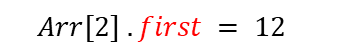 Arr[2].first = 12